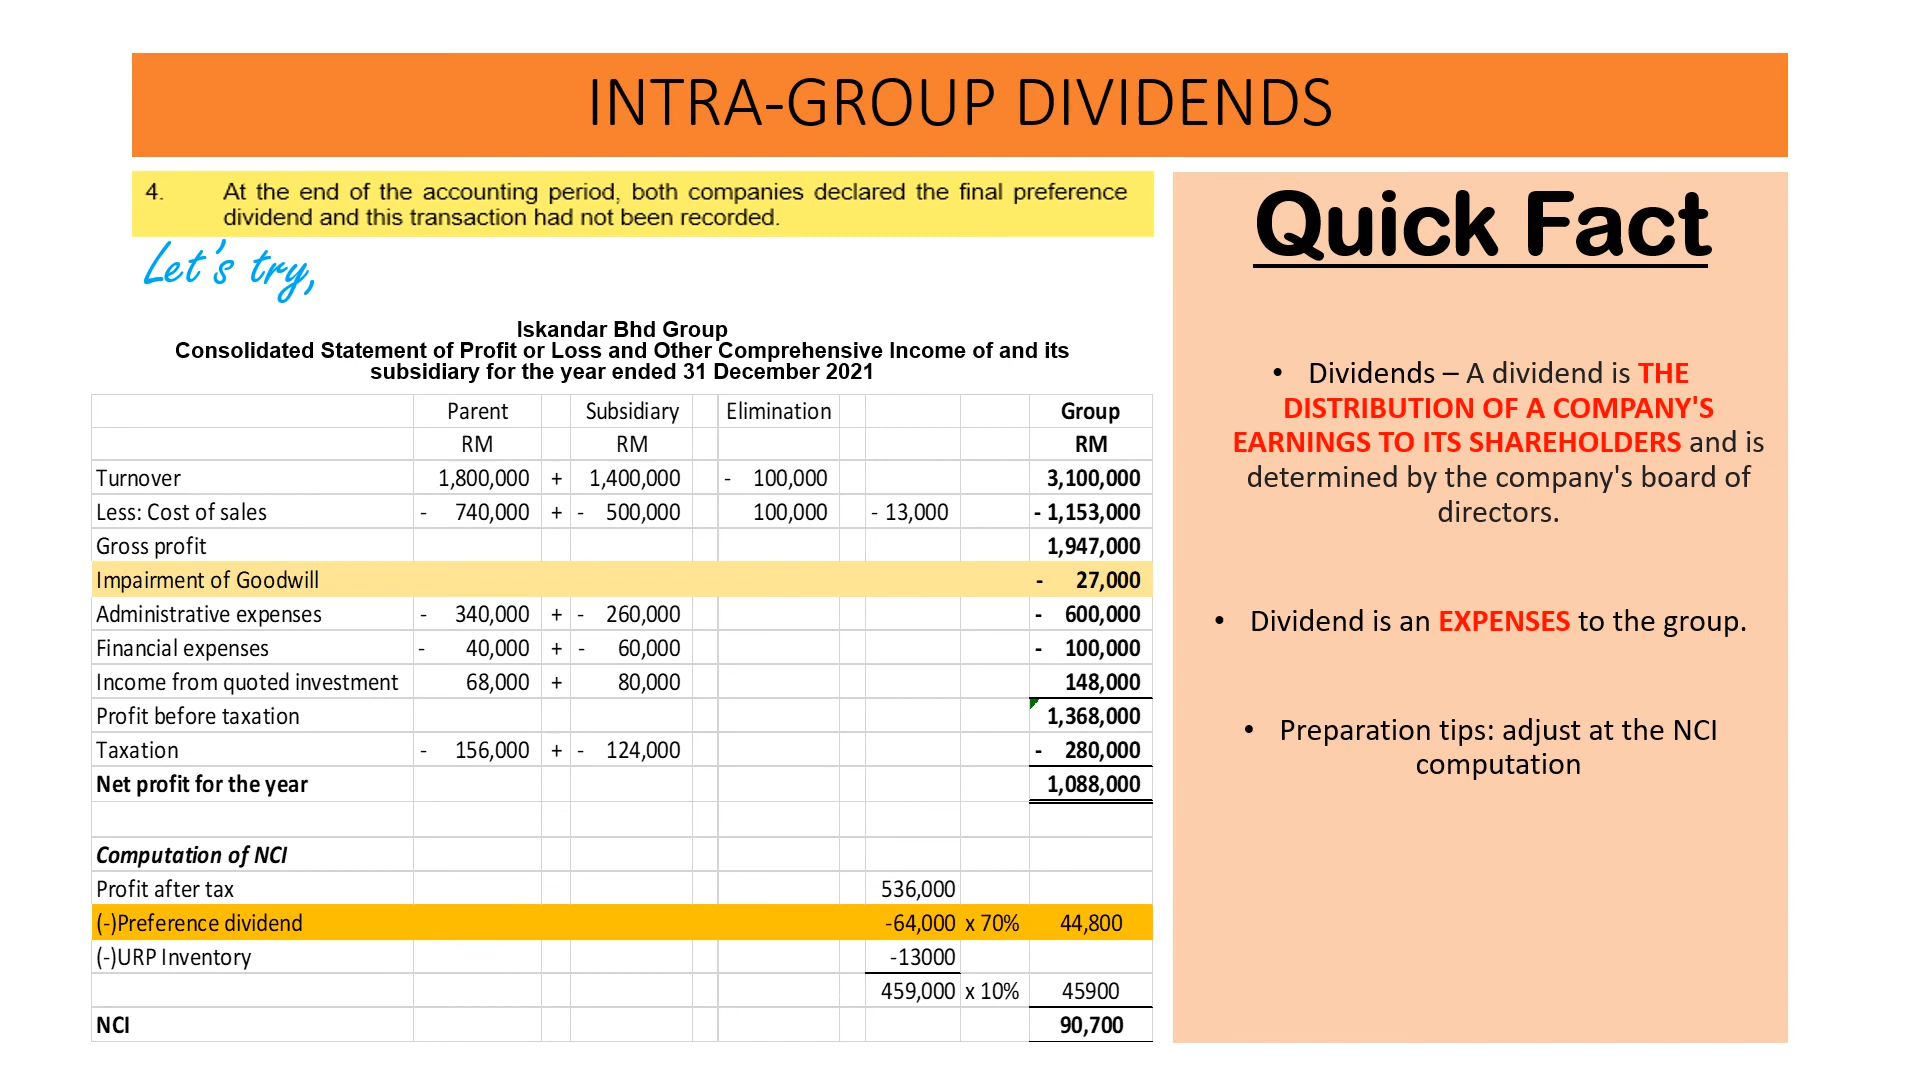 INTRA-GROUP DIVIDENDS
4. At the end of the accounting period, both companies declared the final preference
dividend and this transaction had not been recorded.
Let's try,
Iskandar Bhd Group
Consolidated Statement of Profit or Loss and Other Comprehensive Income of and its
subsidiary for the year ended 31 December 2021
Parent Subsidiary Elimination Group
RM RM RM
Turnover 1,800,000 + 1,400,000 - 100,000 3,100,000
Less: Cost of sales - 740,000 + - 500,000 100,000 - 13,000 - 1,153,000
Gross profit 1,947,000
Impairment of Goodwill - 27,000
Administrative expenses - 340,000 + - 260,000 - 600,000
Financial expenses - 40,000 + - 60,000 - 100,000
Income from quoted investment 68,000 + 80,000 148,000
Profit before taxation 1,368,000
Taxation - 156,000 + - 124,000 - 280,000
Net profit for the year 1,088,000
Computation of NCI
Profit after tax 536,000
(-)Preference dividend -64,000 x 70% 44,800
(-)URP Inventory -13000
459,000 x 10% 45900
NCI 90,700
Quick Fact
• Dividends – A dividend is THE
DISTRIBUTION OF A COMPANY'S
EARNINGS TO ITS SHAREHOLDERS and is
determined by the company's board of
directors.
• Dividend is an EXPENSES to the group.
• Preparation tips: adjust at the NCI
computation